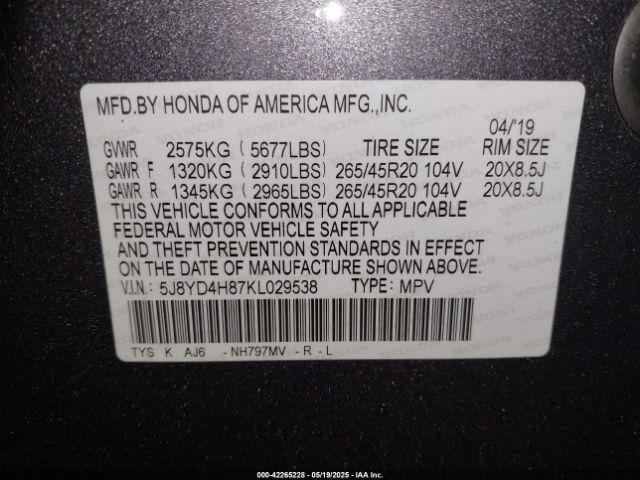 MFD.BY HONDA OF AMERICA MFG.,INC.
04/'19
GVWR 2575KG ( 5677LBS) TIRE SIZE RIM SIZE
GAWR F 1320KG ( 2910LBS) 265/45R20 104V 20X8.5J
GAWR R 1345KG ( 2965LBS) 265/45R20 104V 20X8.5J
THIS VEHICLE CONFORMS TO ALL APPLICABLE
FEDERAL MOTOR VEHICLE SAFETY
AND THEFT PREVENTION STANDARDS IN EFFECT
ON THE DATE OF MANUFACTURE SHOWN ABOVE.
V.I.N.: 5J8YD4H87KL029538 TYPE: MPV
TYS K AJ6 - NH797MV - R - L
000-42265228 - 05/19/2025 - IAA Inc.